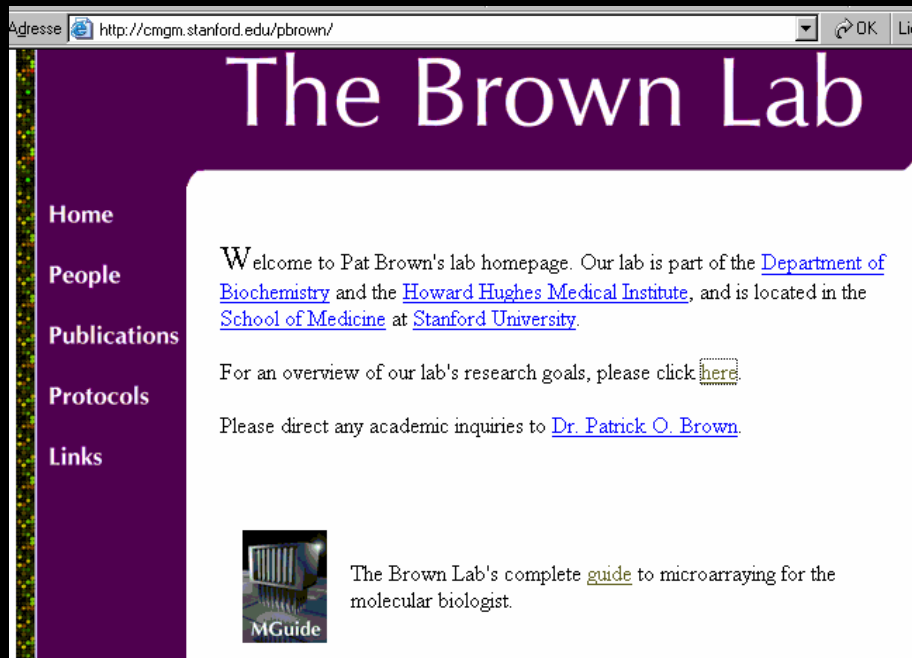 Adresse http://cmgm.stanford.edu/pbrown/ OK
The Brown Lab
Home
People
Publications
Protocols
Links
Welcome to Pat Brown's lab homepage. Our lab is part of the Department of
Biochemistry and the Howard Hughes Medical Institute, and is located in the
School of Medicine at Stanford University.
For an overview of our lab's research goals, please click here.
Please direct any academic inquiries to Dr. Patrick O. Brown.
MGuide
The Brown Lab's complete guide to microarraying for the
molecular biologist.